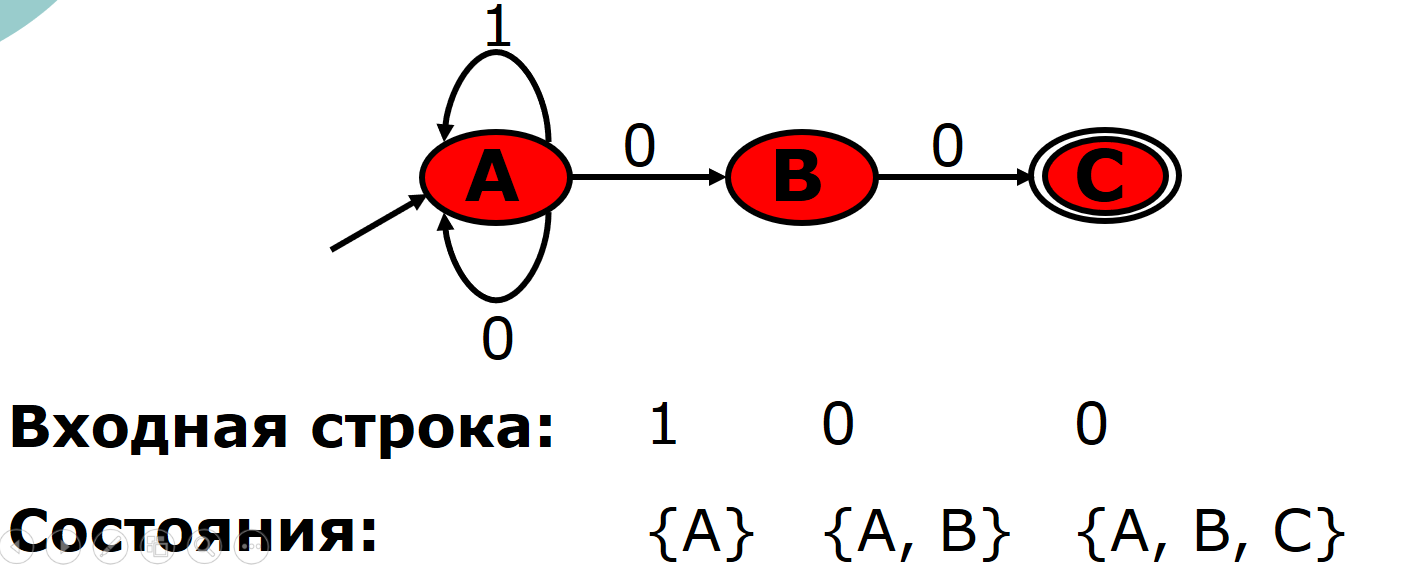 1
A
0
B
0
C
0
Входная строка: 1 0 0
Состояния: {A} {A, B} {A, B, C}